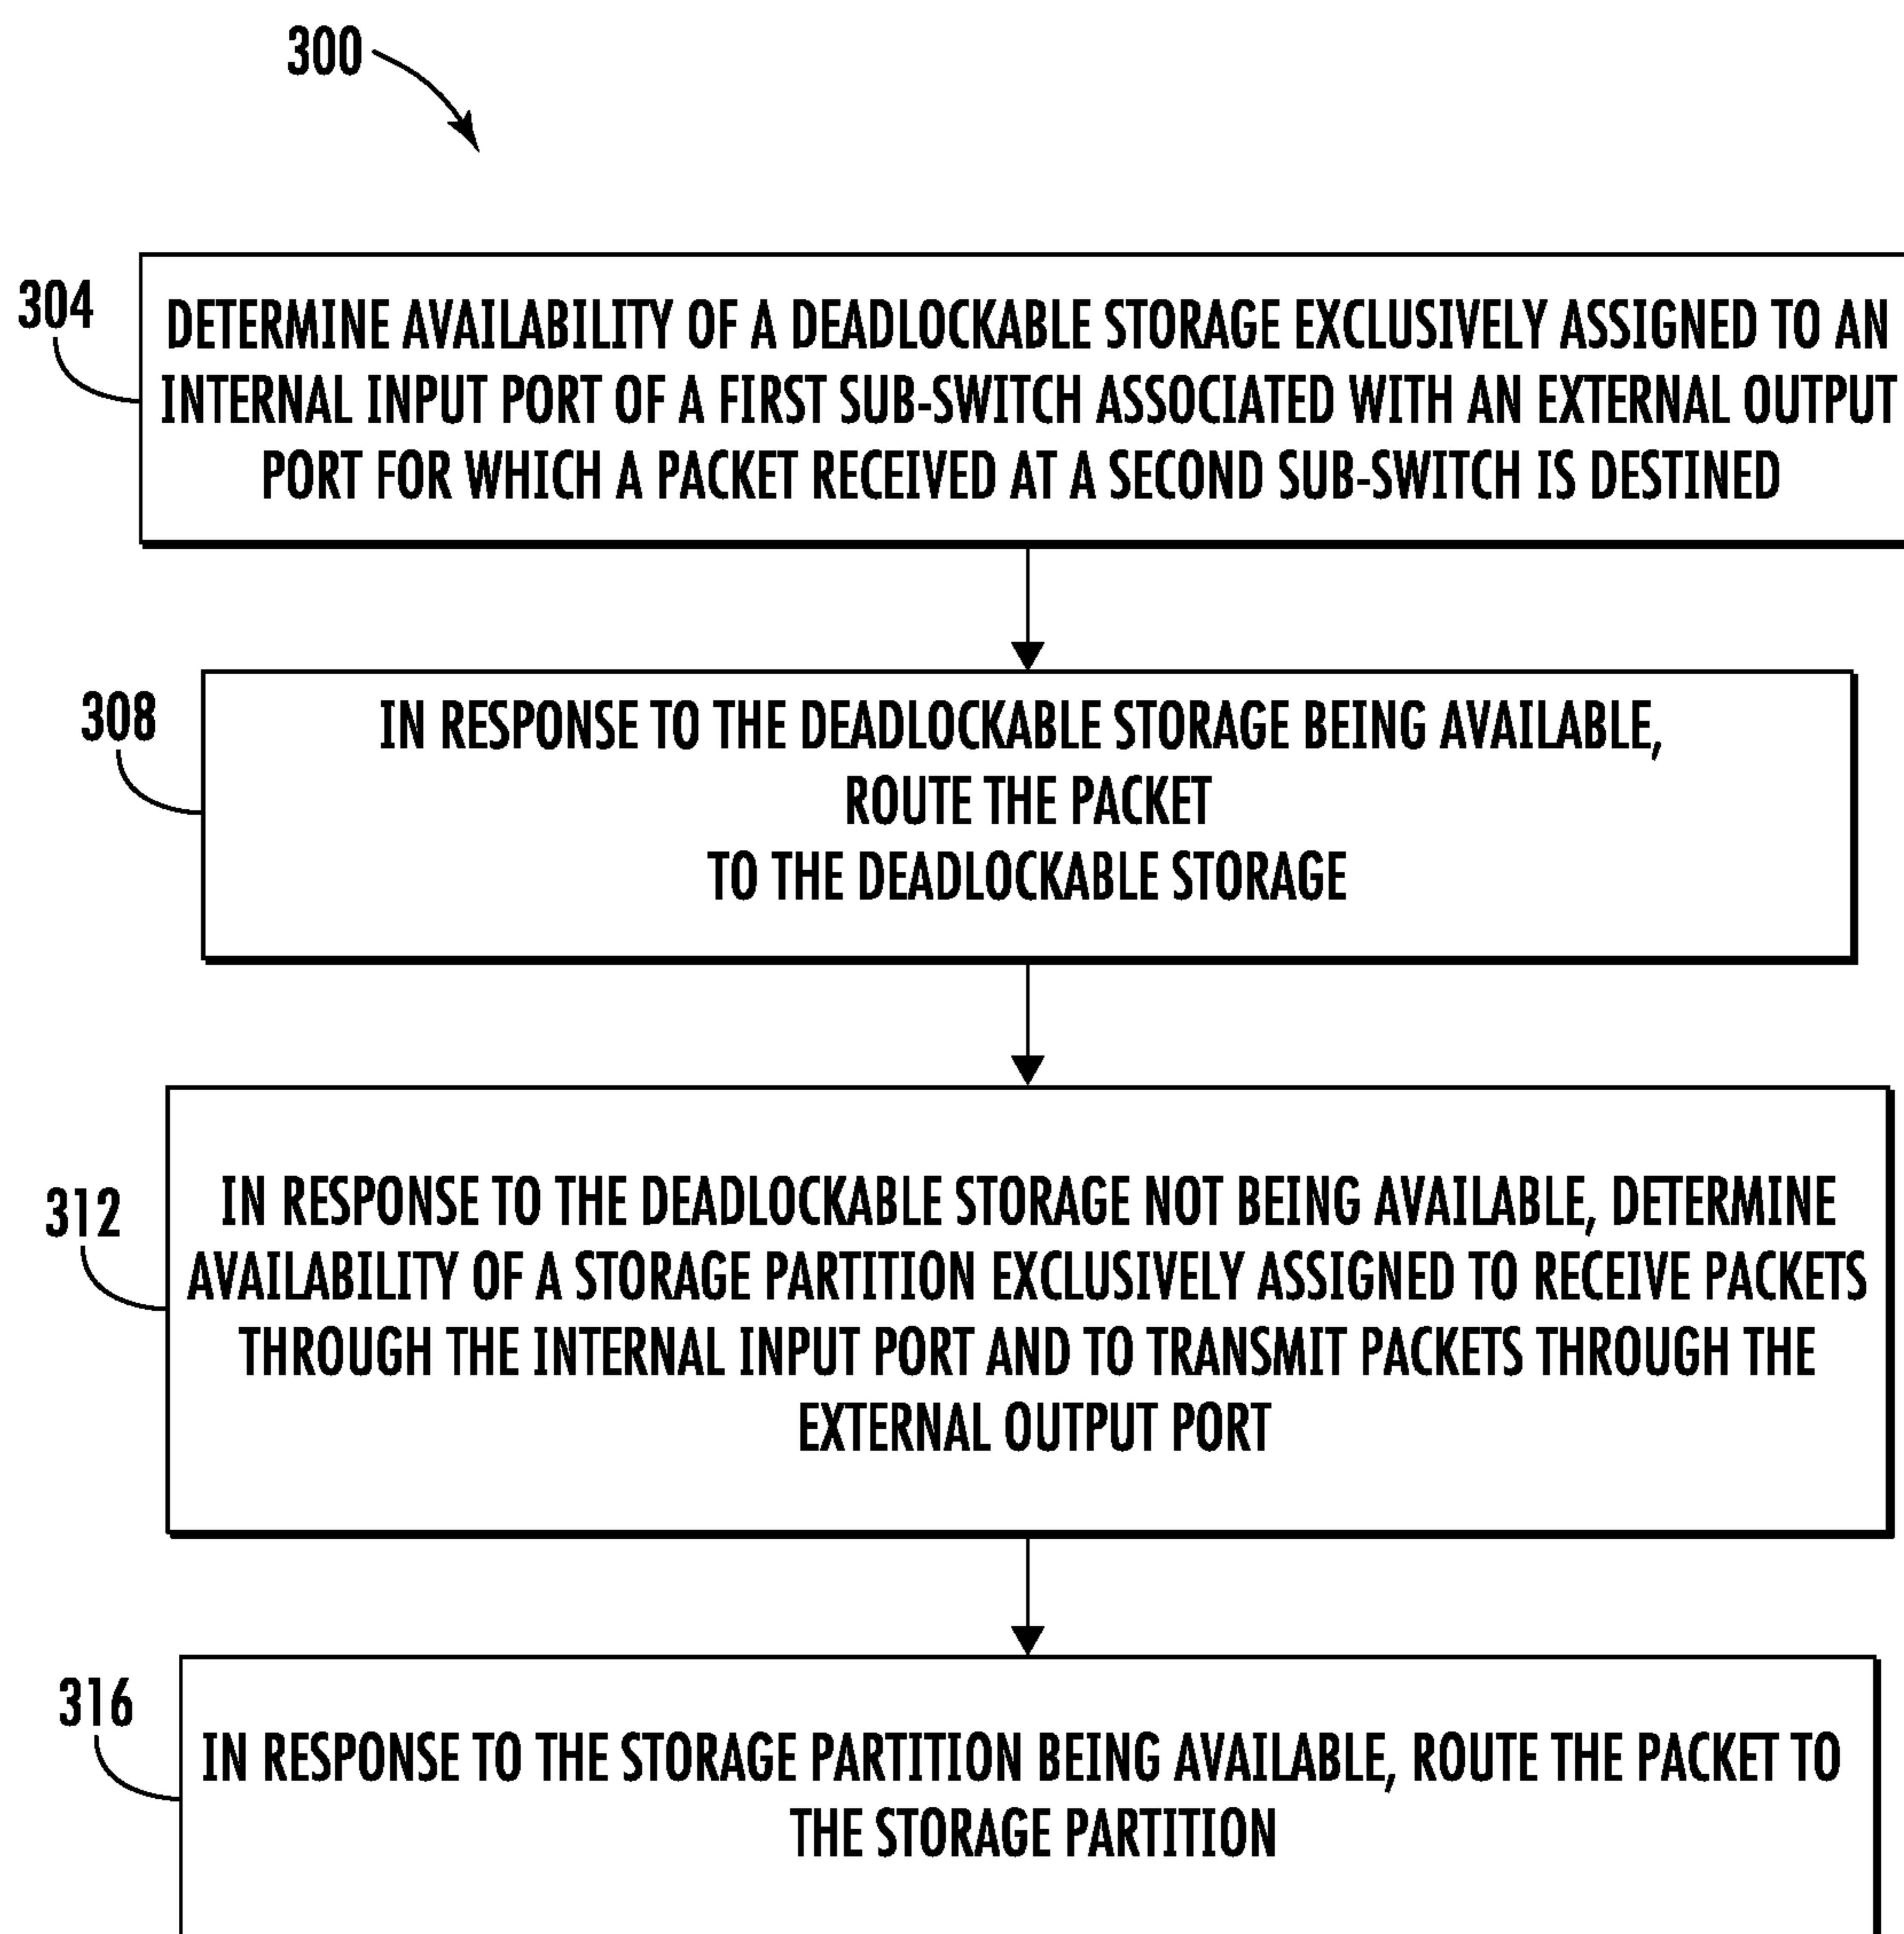 300
304
DETERMINE AVAILABILITY OF A DEADLOCKABLE STORAGE EXCLUSIVELY ASSIGNED TO AN
INTERNAL INPUT PORT OF A FIRST SUB-SWITCH ASSOCIATED WITH AN EXTERNAL OUTPUT
PORT FOR WHICH A PACKET RECEIVED AT A SECOND SUB-SWITCH IS DESTINED
308
IN RESPONSE TO THE DEADLOCKABLE STORAGE BEING AVAILABLE,
ROUTE THE PACKET
TO THE DEADLOCKABLE STORAGE
312
IN RESPONSE TO THE DEADLOCKABLE STORAGE NOT BEING AVAILABLE, DETERMINE
AVAILABILITY OF A STORAGE PARTITION EXCLUSIVELY ASSIGNED TO RECEIVE PACKETS
THROUGH THE INTERNAL INPUT PORT AND TO TRANSMIT PACKETS THROUGH THE
EXTERNAL OUTPUT PORT
316
IN RESPONSE TO THE STORAGE PARTITION BEING AVAILABLE, ROUTE THE PACKET TO
THE STORAGE PARTITION